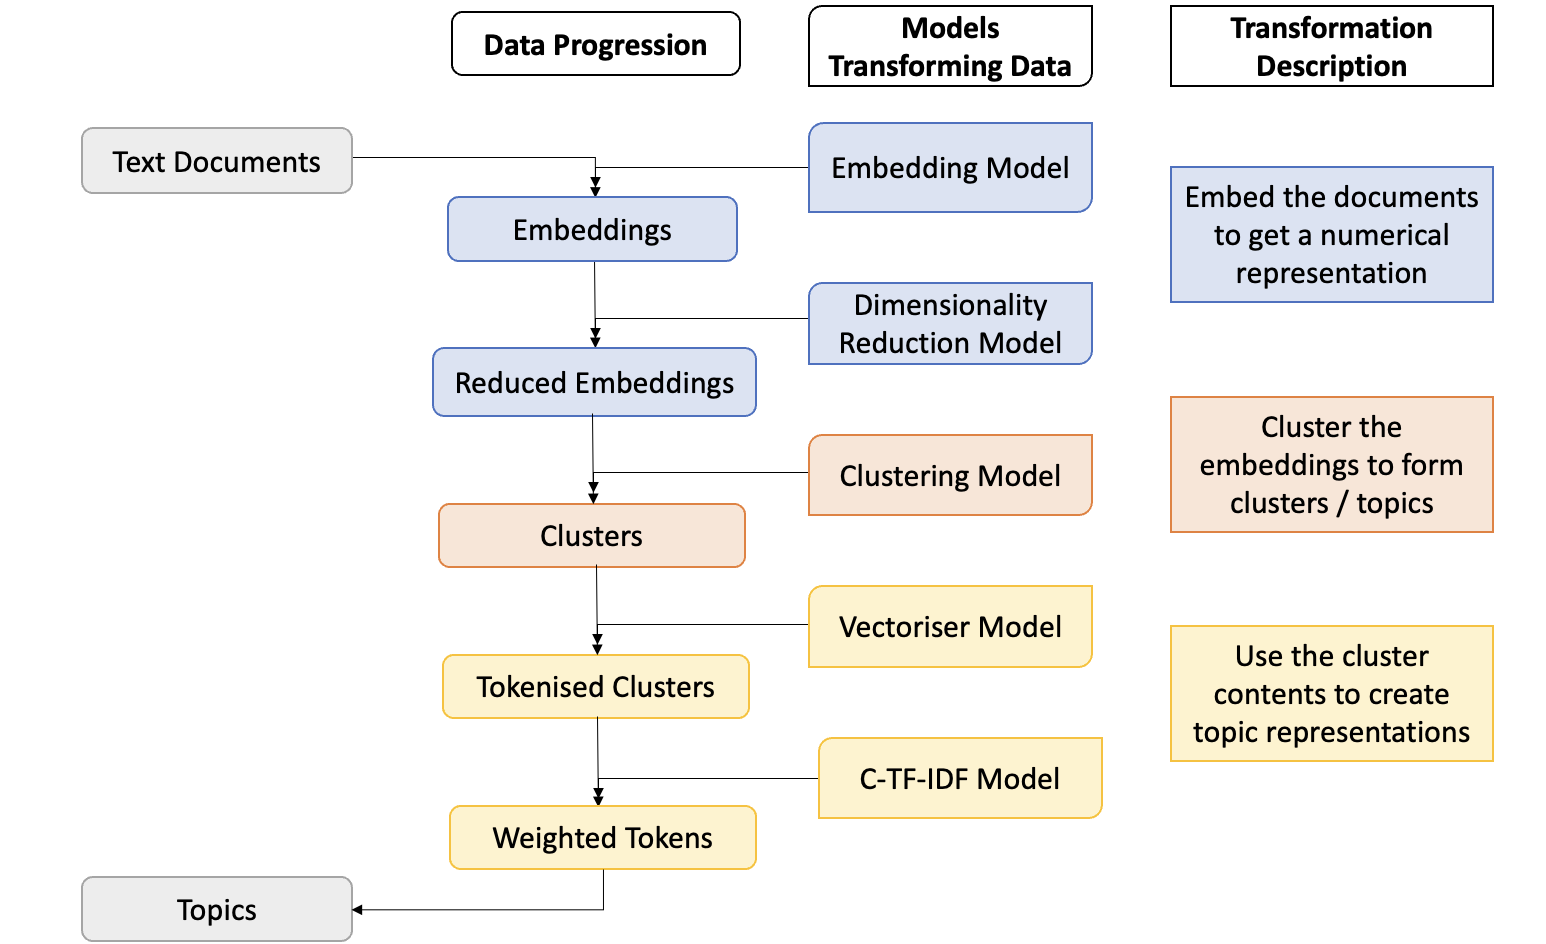 Data Progression
Models
Transforming Data
Transformation
Description
Text Documents
Embedding Model
Embed the documents
to get a numerical
representation
Embeddings
Dimensionality
Reduction Model
Reduced Embeddings
Cluster the
embeddings to form
clusters / topics
Clustering Model
Clusters
Vectoriser Model
Use the cluster
contents to create
topic representations
Tokenised Clusters
C-TF-IDF Model
Weighted Tokens
Topics